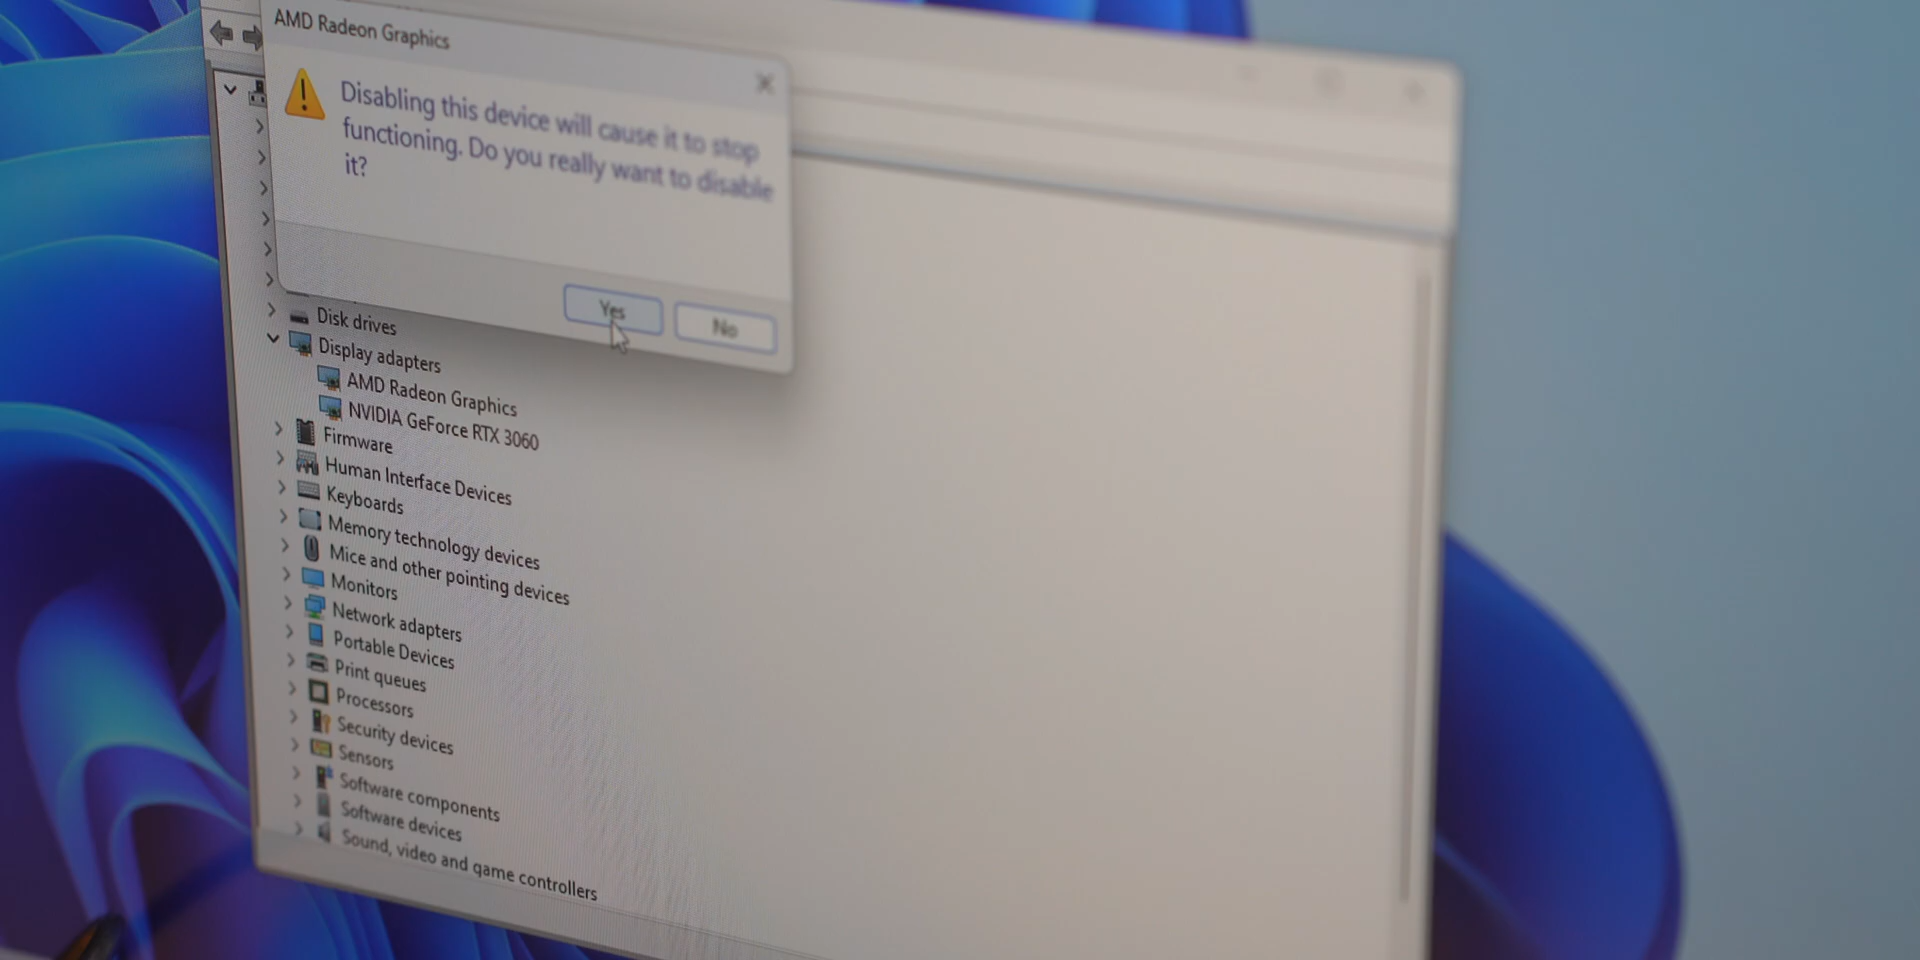 AMD Radeon Graphics
Disabling this device will cause it to stop
functioning. Do you really want to disable
it?
Yes
No
Disk drives
Display adapters
AMD Radeon Graphics
NVIDIA GeForce RTX 3060
Firmware
Human Interface Devices
Keyboards
Memory technology devices
Mice and other pointing devices
Monitors
Network adapters
Portable Devices
Print queues
Processors
Security devices
Sensors
Software components
Software devices
Sound, video and game controllers